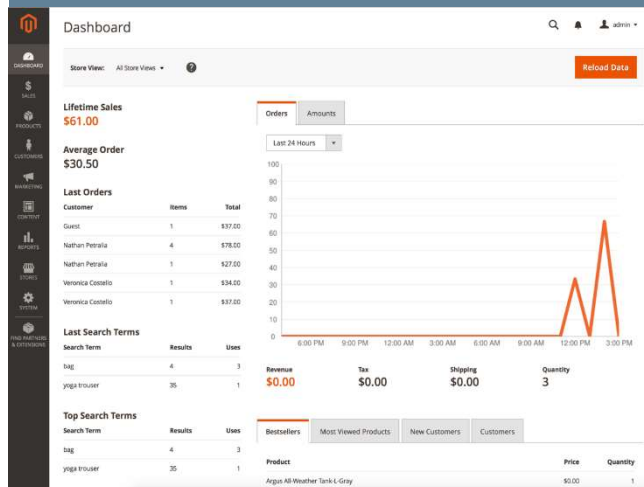 Dashboard
admin
DASHBOARD
SALES
PRODUCTS
CUSTOMERS
MARKETING
CONTENT
REPORTS
STORES
SYSTEM
FIND PARTNERS
& EXTENSIONS
Store View: All Store Views ?
Reload Data
Lifetime Sales
$61.00
Average Order
$30.50
Last Orders
Customer Items Total
Guest 1 $37.00
Nathan Petralia 4 $78.00
Nathan Petralia 1 $27.00
Veronica Costello 1 $34.00
Veronica Costello 1 $37.00
Last Search Terms
Search Term Results Uses
bag 4 3
yoga trouser 35 1
Top Search Terms
Search Term Results Uses
bag 4 3
yoga trouser 35 1
Orders Amounts
Last 24 Hours
100
90
80
70
60
50
40
30
20
10
0
6:00 PM 9:00 PM 12:00 AM 3:00 AM 6:00 AM 9:00 AM 12:00 PM 3:00 PM
Revenue Tax Shipping Quantity
$0.00 $0.00 $0.00 3
Bestsellers Most Viewed Products New Customers Customers
Product Price Quantity
Argus All-Weather Tank-L-Gray $0.00 1